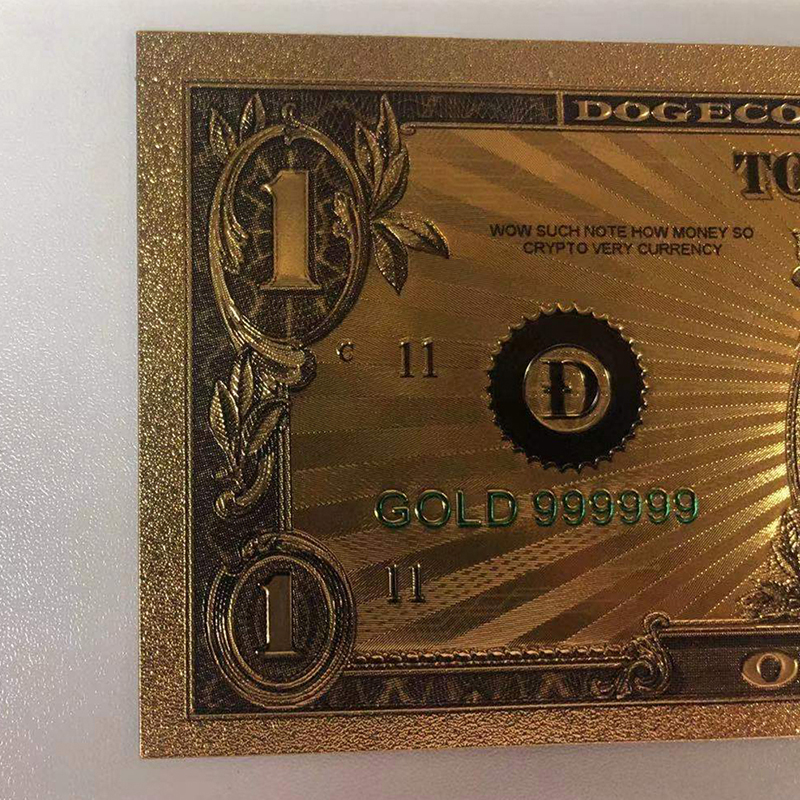 DOGECO
TO
1
WOW SUCH NOTE HOW MONEY SO
CRYPTO VERY CURRENCY
C 11
Ð
GOLD 999999
11
1
O